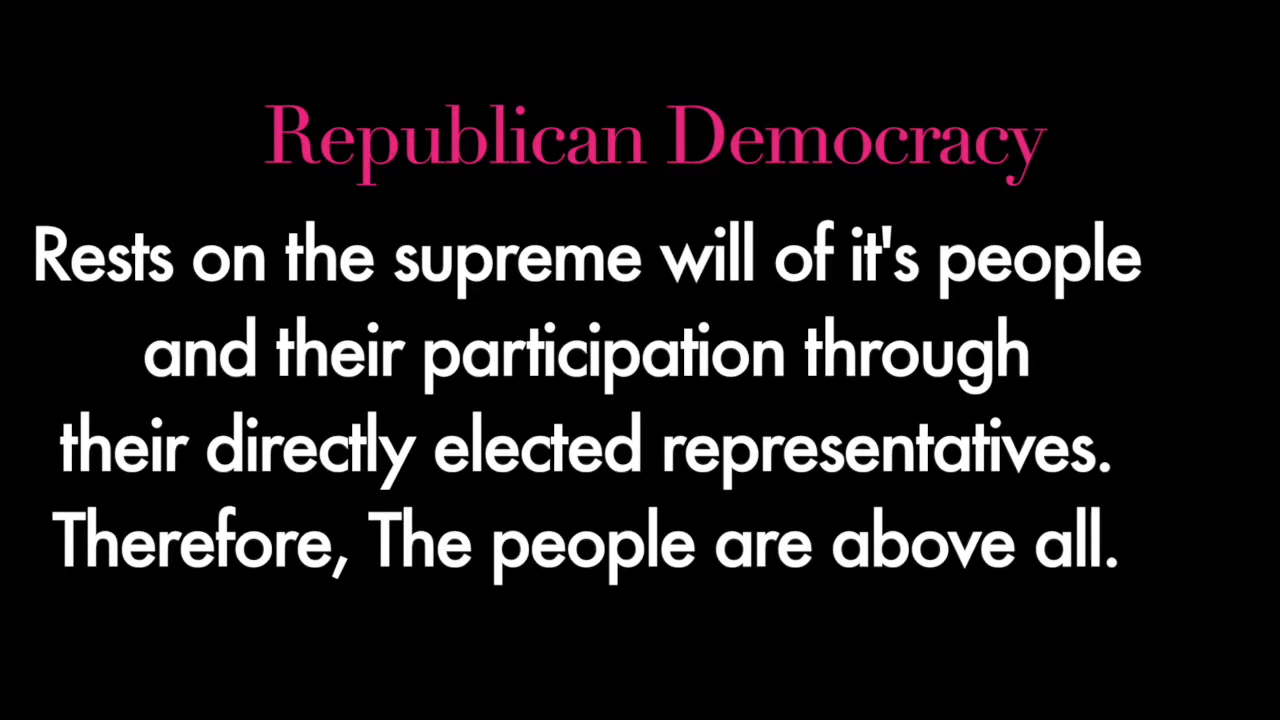 Republican Democracy
Rests on the supreme will of it's people
and their participation through
their directly elected representatives.
Therefore, The people are above all.